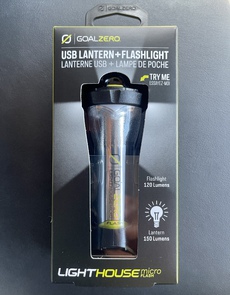 GOALZERO
USB LANTERN + FLASHLIGHT
LANTERNE USB + LAMPE DE POCHE
TRY ME
GOALZERO
Flashlight
120 Lumens
Lantern
150 Lumens
LIGHTHOUSE micro